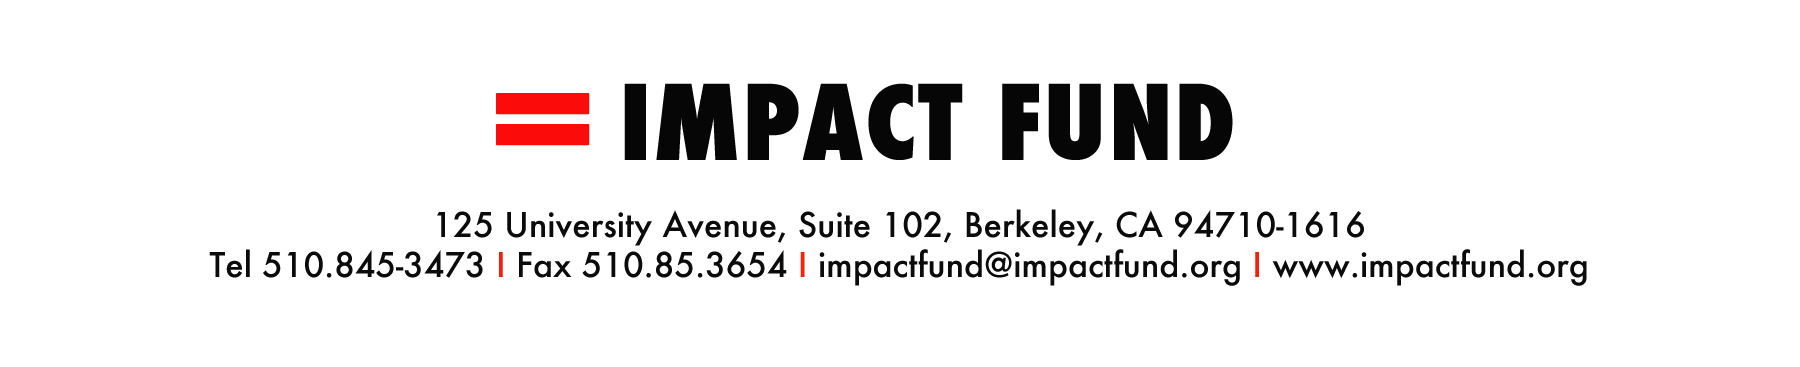 IMPACT FUND
125 University Avenue, Suite 102, Berkeley, CA 94710-1616
Tel 510.845-3473 | Fax 510.85.3654 | impactfund@impactfund.org | www.impactfund.org